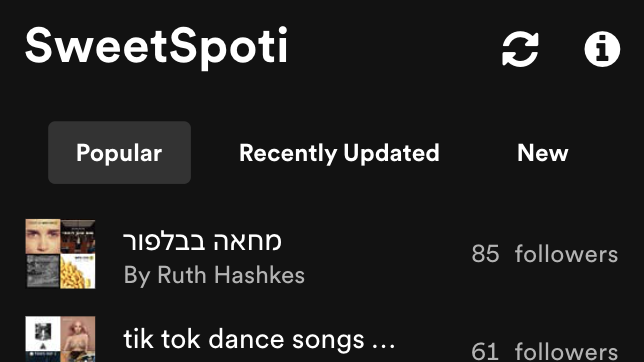 SweetSpoti
Popular Recently Updated New
מחאה בבלפור
85 followers
By Ruth Hashkes
tik tok dance songs ...
61 followers